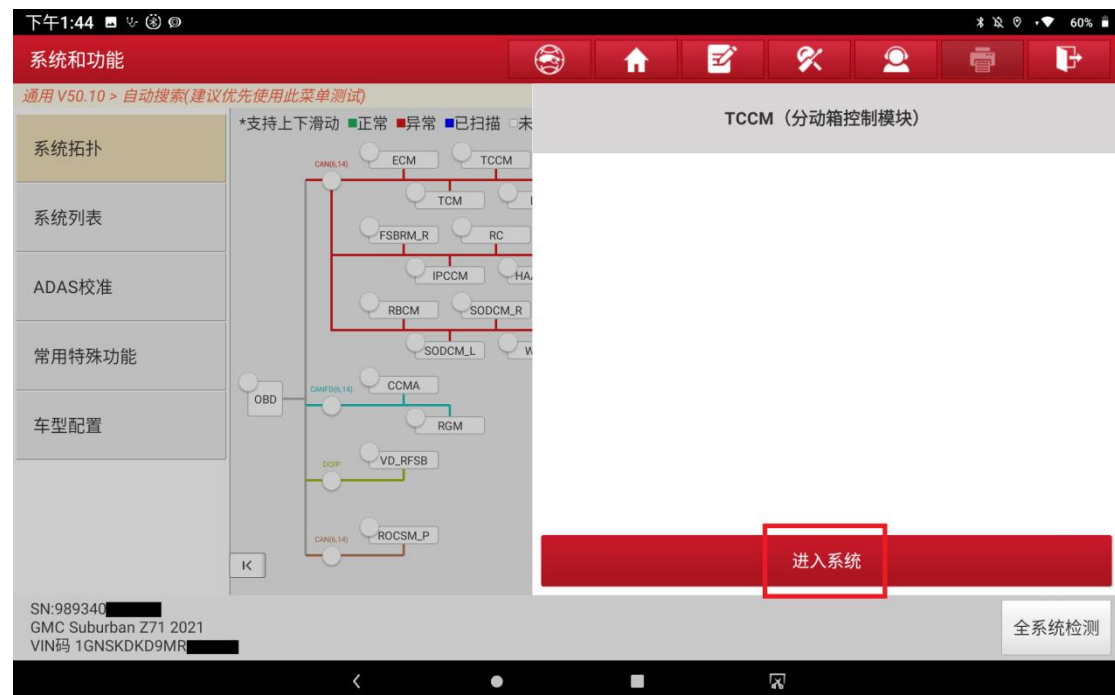 下午1:44
60%
系统和功能
通用 V50.10 > 自动搜索(建议优先使用此菜单测试)
系统拓扑
系统列表
ADAS校准
常用特殊功能
车型配置
*支持上下滑动 ■正常 ■异常 ■已扫描 □未
CAN(6,14)
ECM
TCCM
TCM
FSBRM_R
RC
IPCCM
HA
RBCM
SODCM_R
SODCM_L
W
OBD
CANFD(6,14)
CCMA
RGM
DOIP
VD_RFSB
CAN(6,14)
ROCSM_P
TCCM（分动箱控制模块）
进入系统
SN:989340
GMC Suburban Z71 2021
VIN码 1GNSKDKD9MR
全系统检测